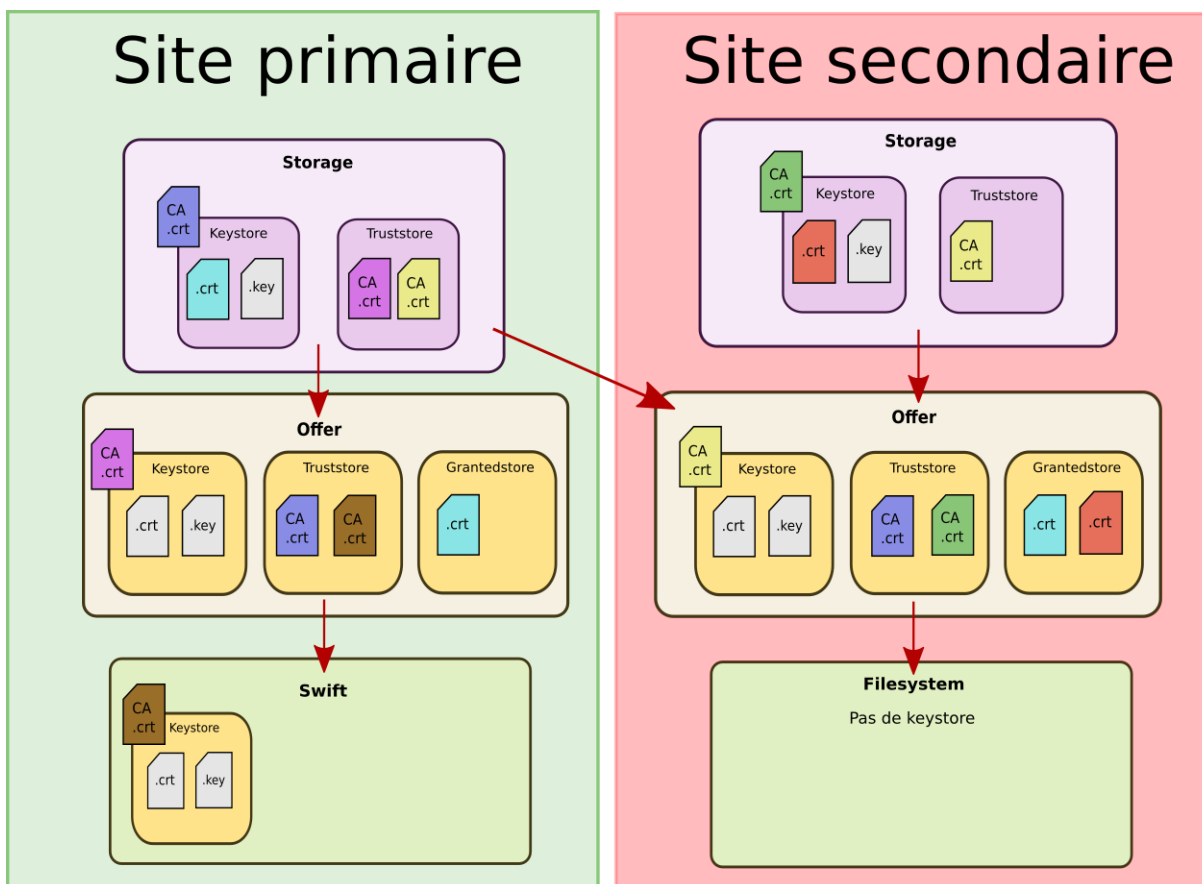 Site primaire
Storage
CA
.crt
Keystore
.crt
.key
Truststore
CA
.crt
CA
.crt
Offer
CA
.crt
Keystore
.crt
.key
Truststore
CA
.crt
CA
.crt
Grantedstore
.crt
Swift
CA
.crt
Keystore
.crt
.key
Site secondaire
Storage
CA
.crt
Keystore
.crt
.key
Truststore
CA
.crt
Offer
CA
.crt
Keystore
.crt
.key
Truststore
CA
.crt
CA
.crt
Grantedstore
.crt
.crt
Filesystem
Pas de keystore